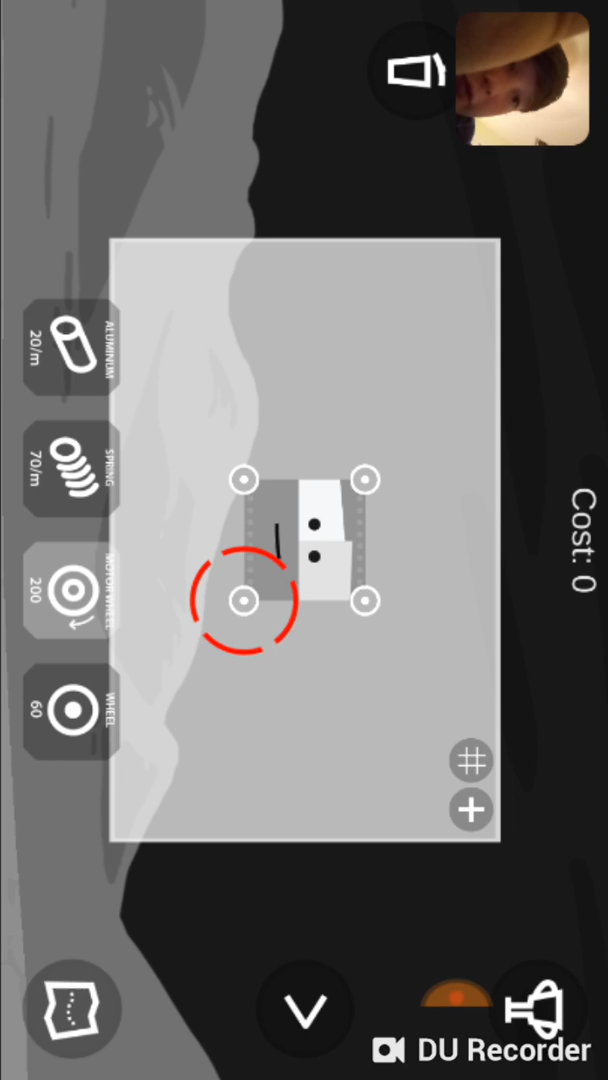 Cost: 0
ALUMINUM
20/m
SPRING
70/m
MOTOR WHEEL
200
WHEEL
60
DU Recorder